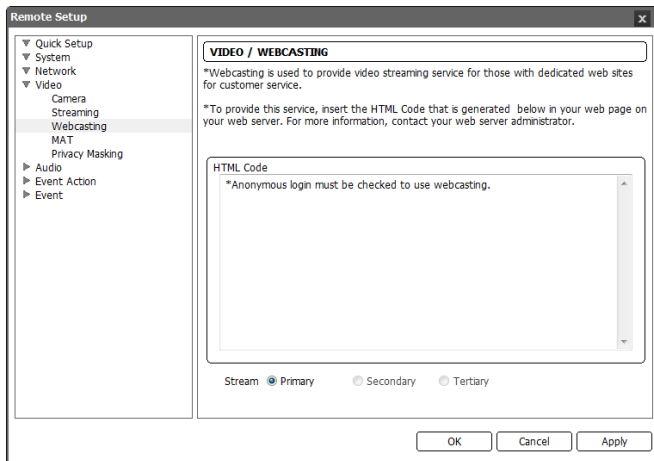 Remote Setup
x
Quick Setup
System
Network
Video
Camera
Streaming
Webcasting
MAT
Privacy Masking
Audio
Event Action
Event
VIDEO / WEBCASTING
*Webcasting is used to provide video streaming service for those with dedicated web sites
for customer service.
*To provide this service, insert the HTML Code that is generated below in your web page on
your web server. For more information, contact your web server administrator.
HTML Code
*Anonymous login must be checked to use webcasting.
Stream Primary Secondary Tertiary
OK Cancel Apply